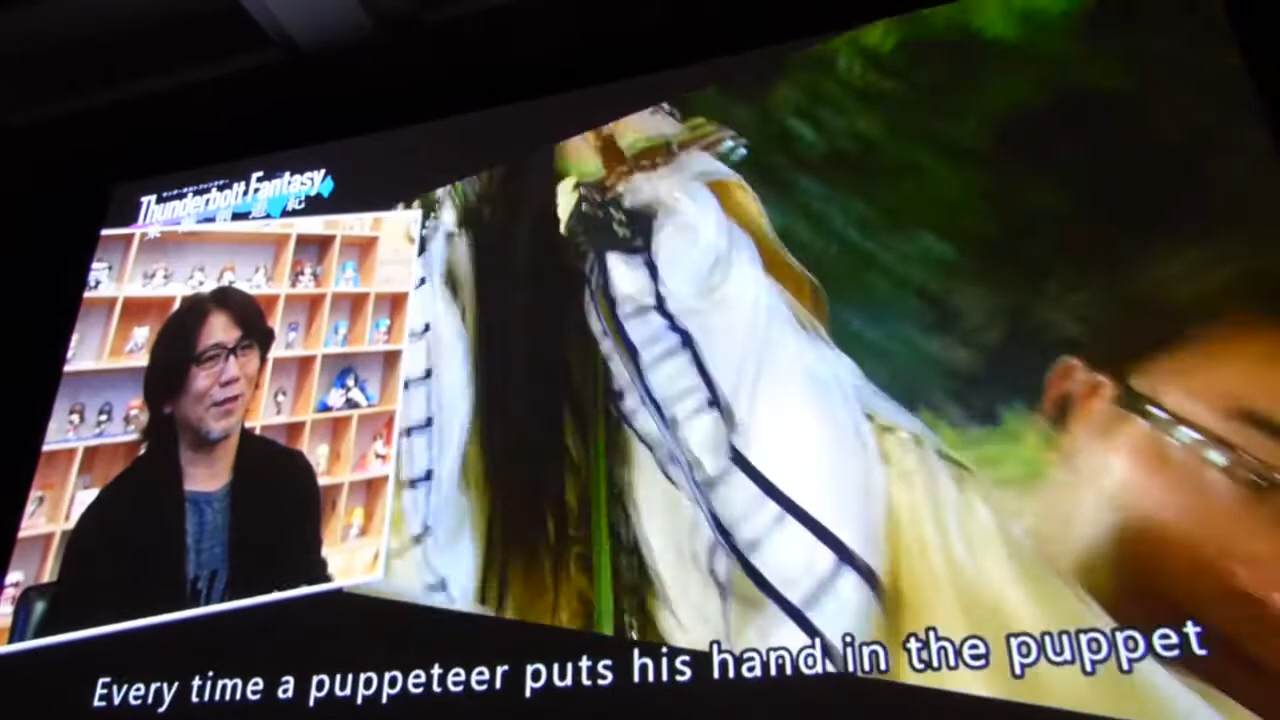 Thunderbolt Fantasy
Every time a puppeteer puts his hand in the puppet